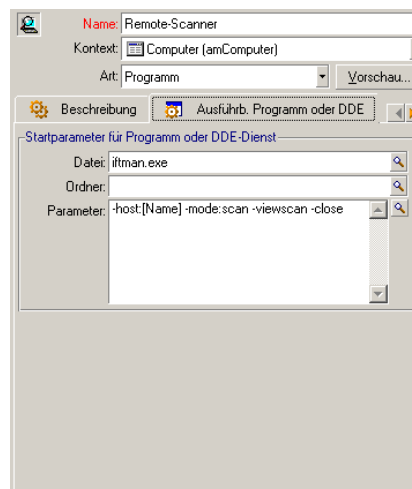 Name: Remote-Scanner
Kontext: Computer (amComputer)
Art: Programm Vorschau...
Beschreibung Ausführb. Programm oder DDE
Startparameter für Programm oder DDE-Dienst
Datei: iftman.exe
Ordner:
Parameter: -host:[Name] -mode:scan -viewscan -close